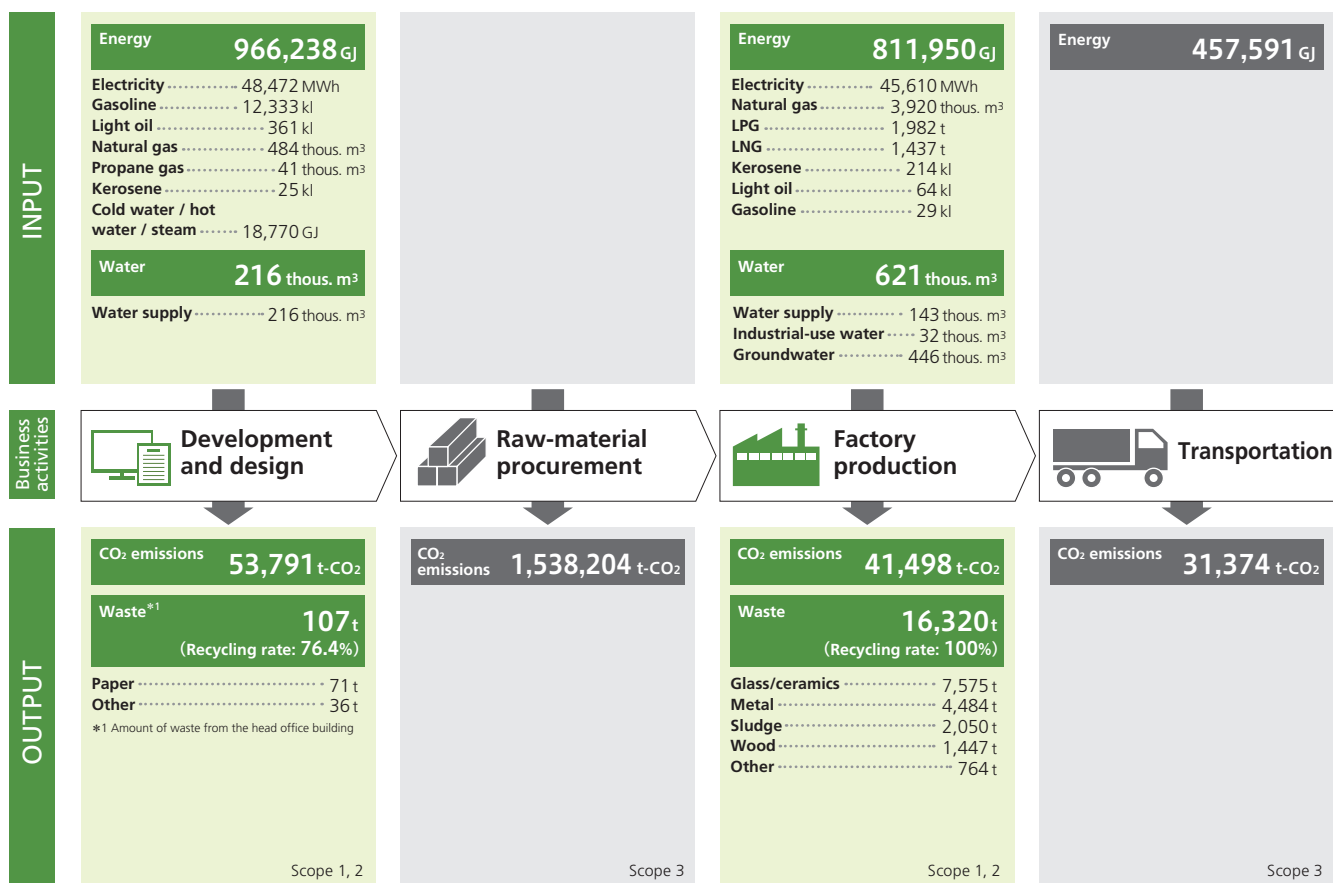 INPUT
Energy 966,238 GJ
Electricity 48,472 MWh
Gasoline 12,333 kl
Light oil 361 kl
Natural gas 484 thous. m³
Propane gas 41 thous. m³
Kerosene 25 kl
Cold water / hot
water / steam 18,770 GJ
Water 216 thous. m³
Water supply 216 thous. m³
Energy 811,950 GJ
Electricity 45,610 MWh
Natural gas 3,920 thous. m³
LPG 1,982 t
LNG 1,437 t
Kerosene 214 kl
Light oil 64 kl
Gasoline 29 kl
Water 621 thous. m³
Water supply 143 thous. m³
Industrial-use water 32 thous. m³
Groundwater 446 thous. m³
Energy 457,591 GJ
Business
activities
Development
and design
Raw-material
procurement
Factory
production
Transportation
OUTPUT
CO₂ emissions 53,791 t-CO₂
Waste*1
107 t
(Recycling rate: 76.4%)
Paper 71 t
Other 36 t
*1 Amount of waste from the head office building
Scope 1, 2
CO₂
emissions 1,538,204 t-CO₂
Scope 3
CO₂ emissions 41,498 t-CO₂
Waste
16,320 t
(Recycling rate: 100%)
Glass/ceramics 7,575 t
Metal 4,484 t
Sludge 2,050 t
Wood 1,447 t
Other 764 t
Scope 1, 2
CO₂ emissions 31,374 t-CO₂
Scope 3